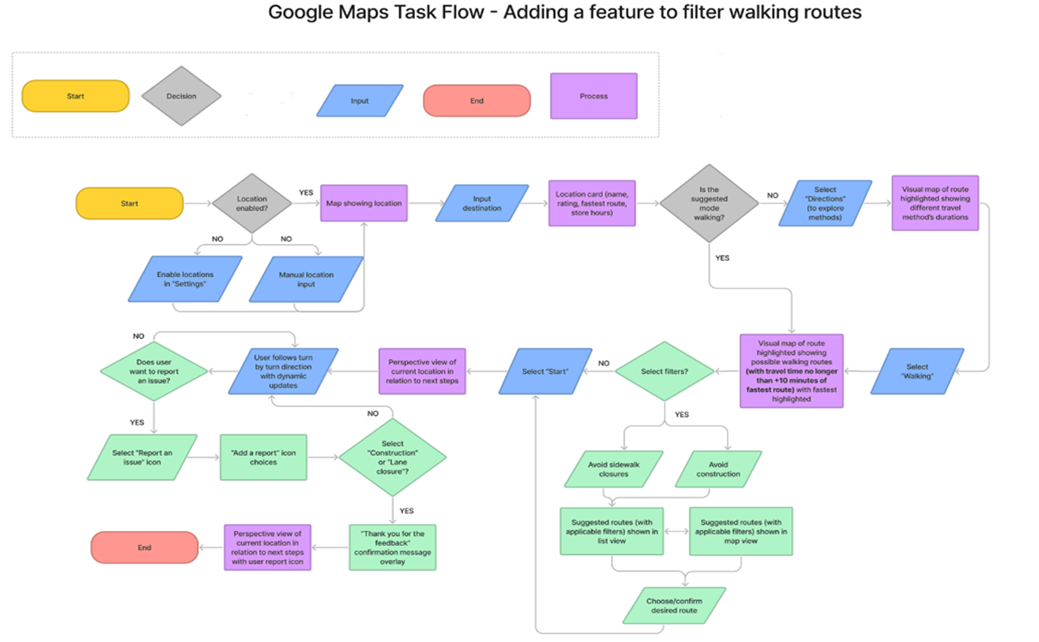 Google Maps Task Flow - Adding a feature to filter walking routes
Start
Decision
Input
End
Process
Start
Location
enabled?
YES
Map showing location
Input
destination
Location card (name,
rating, fastest route,
store hours)
Is the
suggested
mode
walking?
NO
Select
"Directions"
(to explore
methods)
Visual map of route
highlighted showing
different travel
method's durations
NO
NO
Enable locations
in "Settings"
Manual location
input
YES
NO
Does user
want to report
an issue?
User follows turn
by turn direction
with dynamic
updates
Perspective view of
current location in
relation to next steps
Select "Start"
NO
Select filters?
Visual map of route
highlighted showing
possible walking routes
(with travel time no longer
than +10 minutes of
fastest route) with fastest
highlighted
Select
"Walking"
YES
NO
YES
Select "Report an
issue" icon
"Add a report" icon
choices
Select
"Construction"
or "Lane
closure"?
Avoid sidewalk
closures
Avoid
construction
YES
End
Perspective view of
current location in
relation to next steps
with user report icon
"Thank you for the
feedback"
confirmation message
overlay
Suggested routes (with
applicable filters) shown in
list view
Suggested routes (with
applicable filters) shown in
map view
Choose/confirm
desired route